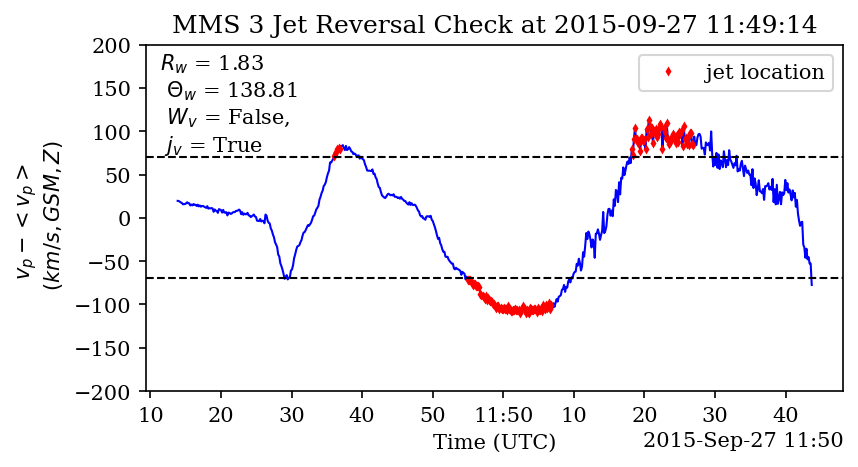 MMS 3 Jet Reversal Check at 2015-09-27 11:49:14
R_w = 1.83
Θ_w = 138.81
W_v = False,
j_v = True
jet location
200
150
100
50
0
−50
−100
−150
−200
v_p − < v_p >
(km/s, GSM, Z)
10 20 30 40 50 11:50 10 20 30 40
Time (UTC)
2015-Sep-27 11:50